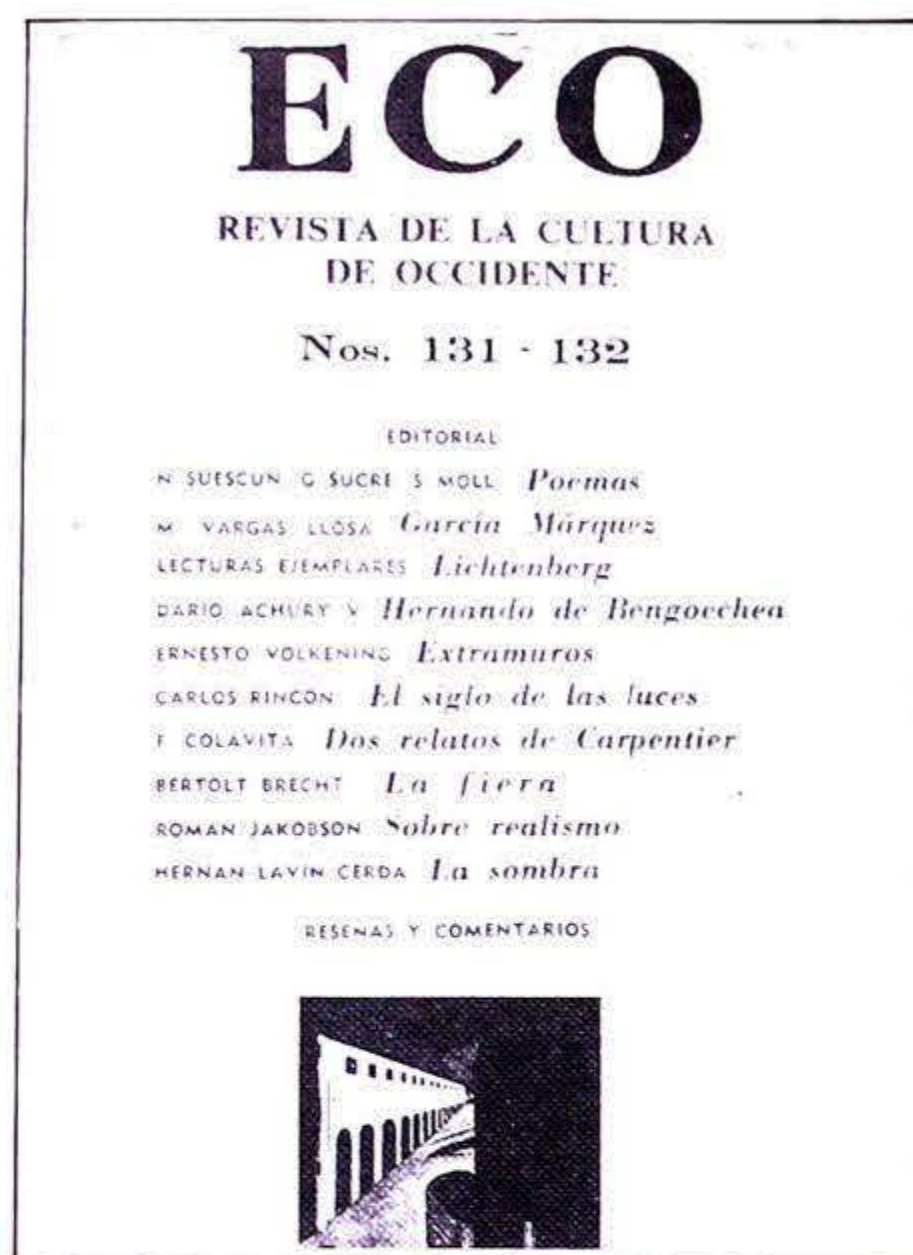 ECO
REVISTA DE LA CULTURA
DE OCCIDENTE
Nos. 131 - 132
EDITORIAL
N SUESCUN G SUCRE S MOLL Poemas
M VARGAS LLOSA García Márquez
LECTURAS EJEMPLARES Lichtenberg
DARIO ACHURY V Hernando de Bengoechea
ERNESTO VOLKENING Extramuros
CARLOS RINCON El siglo de las luces
F COLAVITA Dos relatos de Carpentier
BERTOLT BRECHT La fiera
ROMAN JAKOBSON Sobre realismo
HERNAN LAVIN CERDA La sombra
RESENAS Y COMENTARIOS